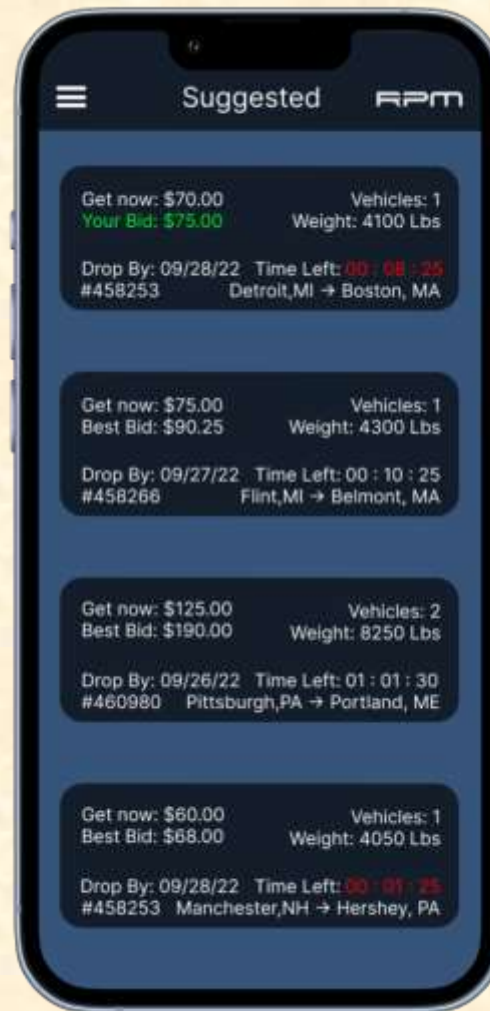 Suggested RPM
Get now: $70.00 Vehicles: 1
Your Bid: $75.00 Weight: 4100 Lbs
Drop By: 09/28/22 Time Left: 00 : 08 : 25
#458253 Detroit,MI → Boston, MA
Get now: $75.00 Vehicles: 1
Best Bid: $90.25 Weight: 4300 Lbs
Drop By: 09/27/22 Time Left: 00 : 10 : 25
#458266 Flint,MI → Belmont, MA
Get now: $125.00 Vehicles: 2
Best Bid: $190.00 Weight: 8250 Lbs
Drop By: 09/26/22 Time Left: 01 : 01 : 30
#460980 Pittsburgh,PA → Portland, ME
Get now: $60.00 Vehicles: 1
Best Bid: $68.00 Weight: 4050 Lbs
Drop By: 09/28/22 Time Left: 00 : 01 : 25
#458253 Manchester,NH → Hershey, PA